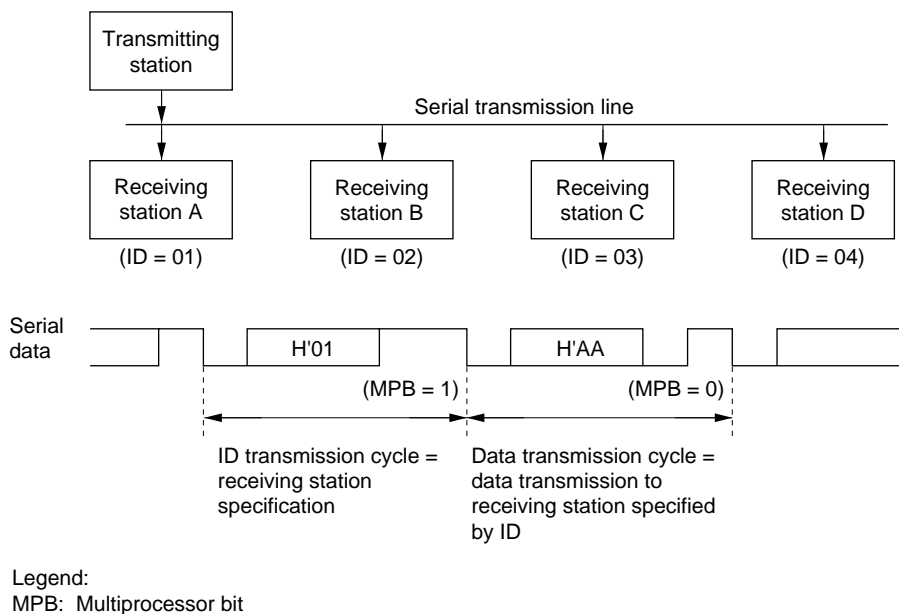 Transmitting
station
Serial transmission line
Receiving
station A
Receiving
station B
Receiving
station C
Receiving
station D
(ID = 01)
(ID = 02)
(ID = 03)
(ID = 04)
Serial
data
H'01
H'AA
(MPB = 1)
(MPB = 0)
ID transmission cycle =
receiving station
specification
Data transmission cycle =
data transmission to
receiving station specified
by ID
Legend:
MPB: Multiprocessor bit